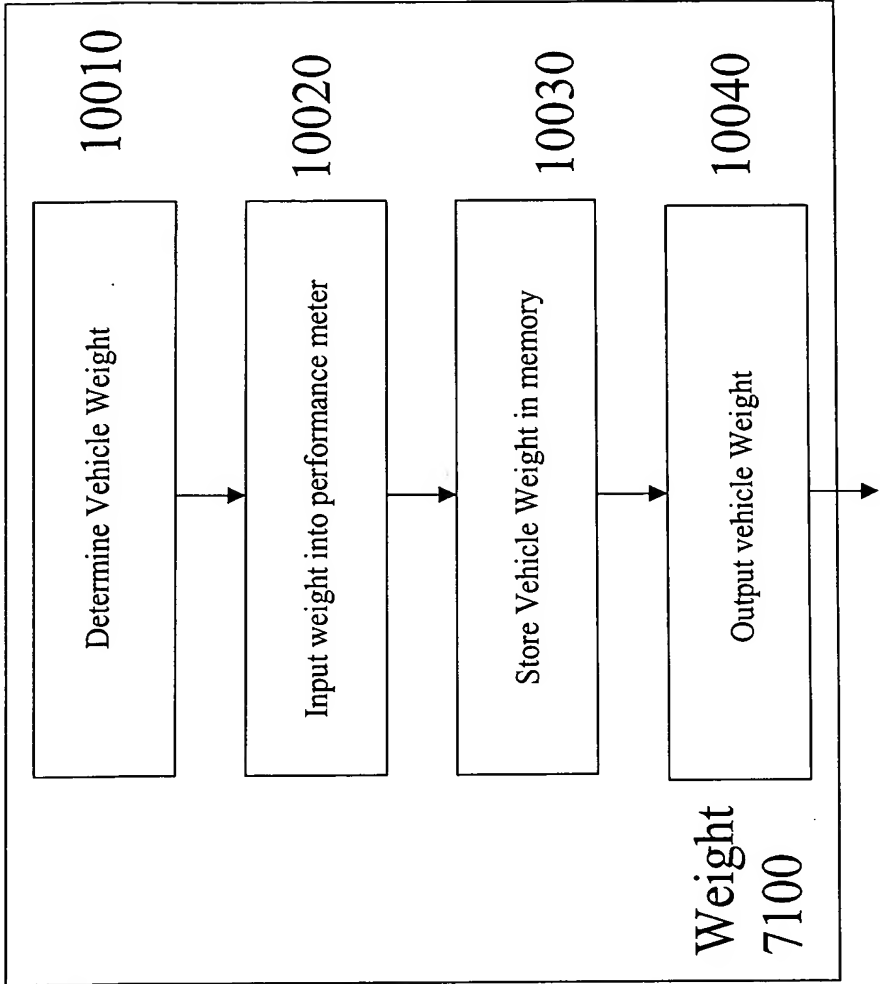 Determine Vehicle Weight
10010
Input weight into performance meter
10020
Store Vehicle Weight in memory
10030
Output vehicle Weight
10040
Weight
7100